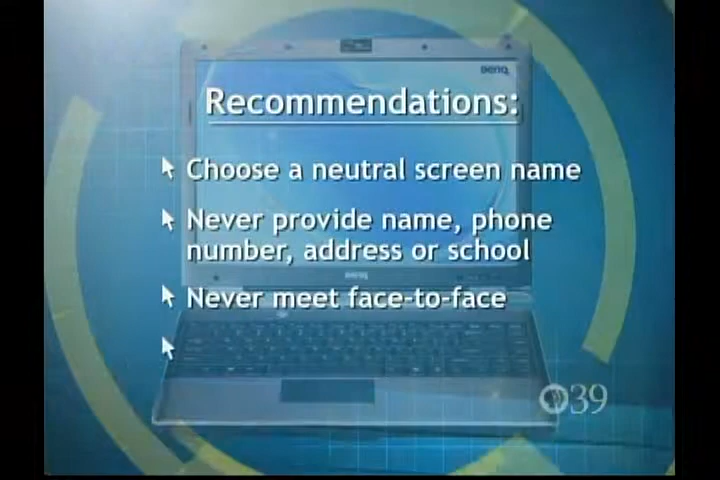 BenQ
Recommendations:
Choose a neutral screen name
Never provide name, phone
number, address or school
BenQ
Never meet face-to-face
39